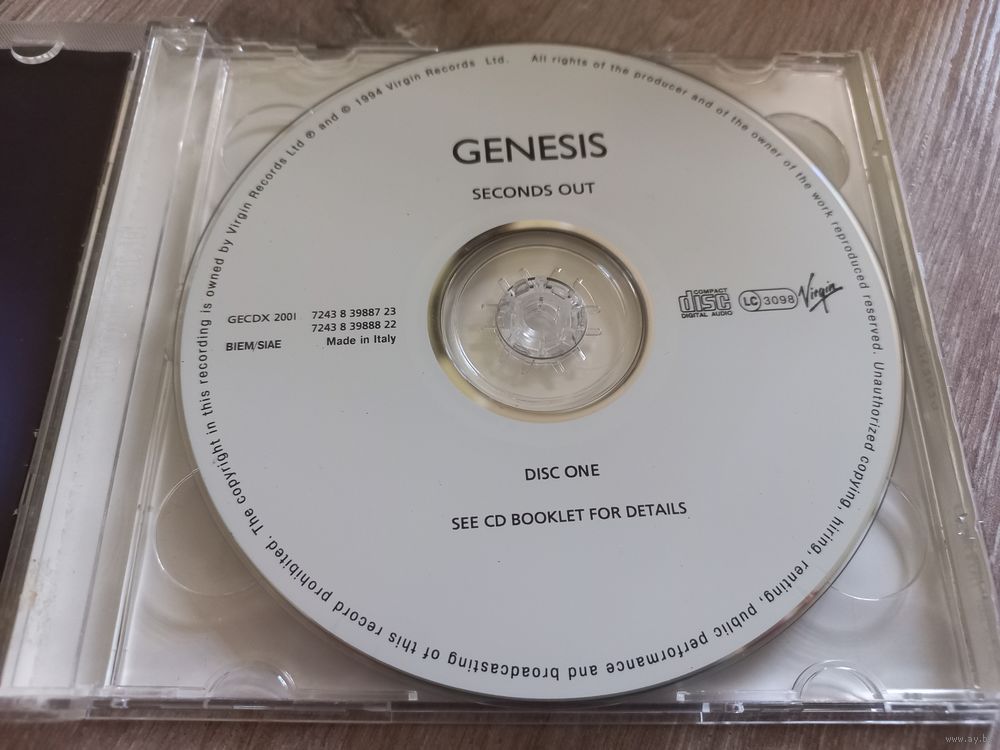 The copyright in this recording is owned by Virgin Records Ltd ℗ and © 1994 Virgin Records Ltd. All rights of the producer and of the owner of the work reproduced reserved. Unauthorized copying, hiring, renting, public performance and broadcasting of this record prohibited.
GENESIS
SECONDS OUT
GECDX 2001
7243 8 39887 23
7243 8 39888 22
BIEM/SIAE
Made in Italy
COMPACT
disc
DIGITAL AUDIO
LC 3098
Virgin
DISC ONE
SEE CD BOOKLET FOR DETAILS
www.ay.by